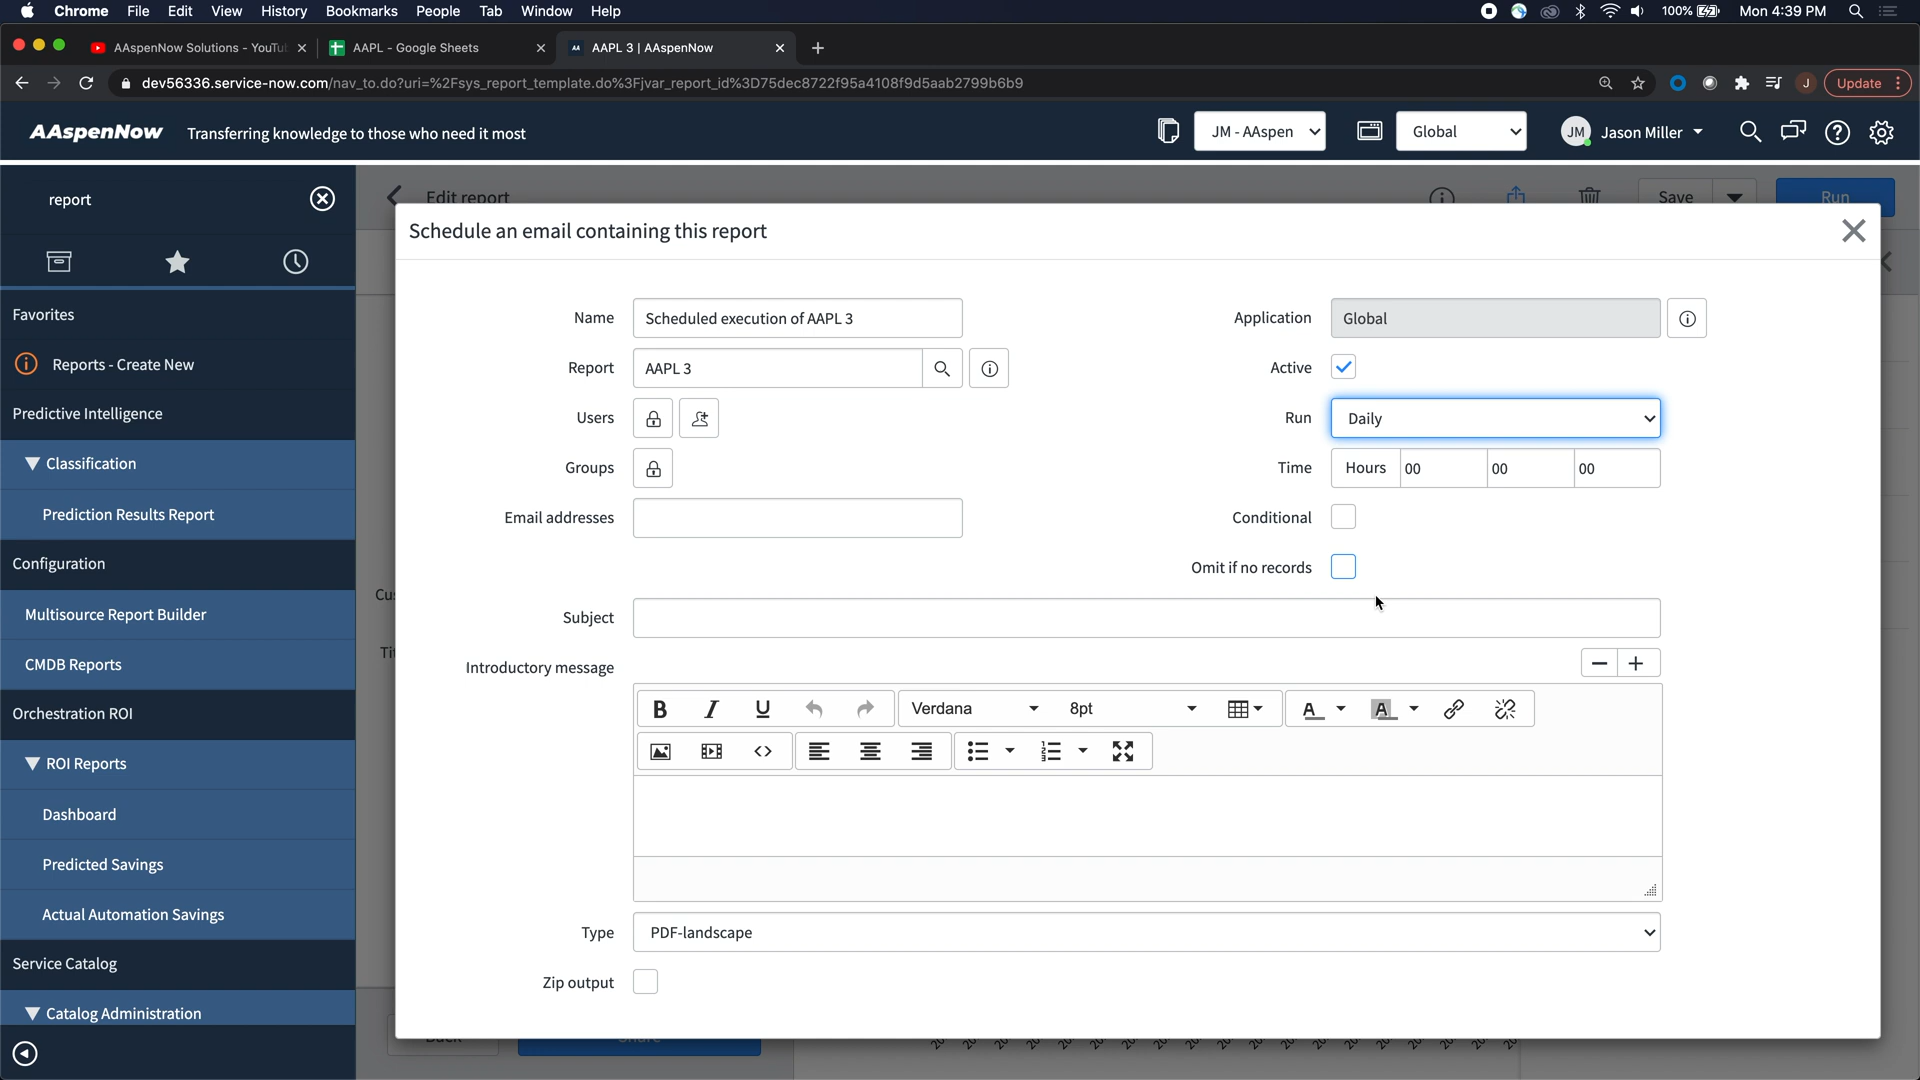 Chrome File Edit View History Bookmarks People Tab Window Help 100% Mon 4:39 PM
AAspenNow Solutions - YouTu AAPL - Google Sheets AA AAPL 3 | AAspenNow
dev56336.service-now.com/nav_to.do?uri=%2Fsys_report_template.do%3Fjvar_report_id%3D75dec8722f95a4108f9d5aab2799b6b9 J Update
AAspenNow Transferring knowledge to those who need it most JM - AAspen Global JM Jason Miller
report
Edit report Save Run
Schedule an email containing this report
Favorites
Reports - Create New
Predictive Intelligence
Classification
Prediction Results Report
Configuration
Multisource Report Builder
CMDB Reports
Orchestration ROI
ROI Reports
Dashboard
Predicted Savings
Actual Automation Savings
Service Catalog
Catalog Administration
Name Scheduled execution of AAPL 3 Application Global
Report AAPL 3 Active
Users Run Daily
Groups Time Hours 00 00 00
Email addresses Conditional
Omit if no records
Subject
Introductory message
B I U Verdana 8pt A A
Type PDF-landscape
Zip output